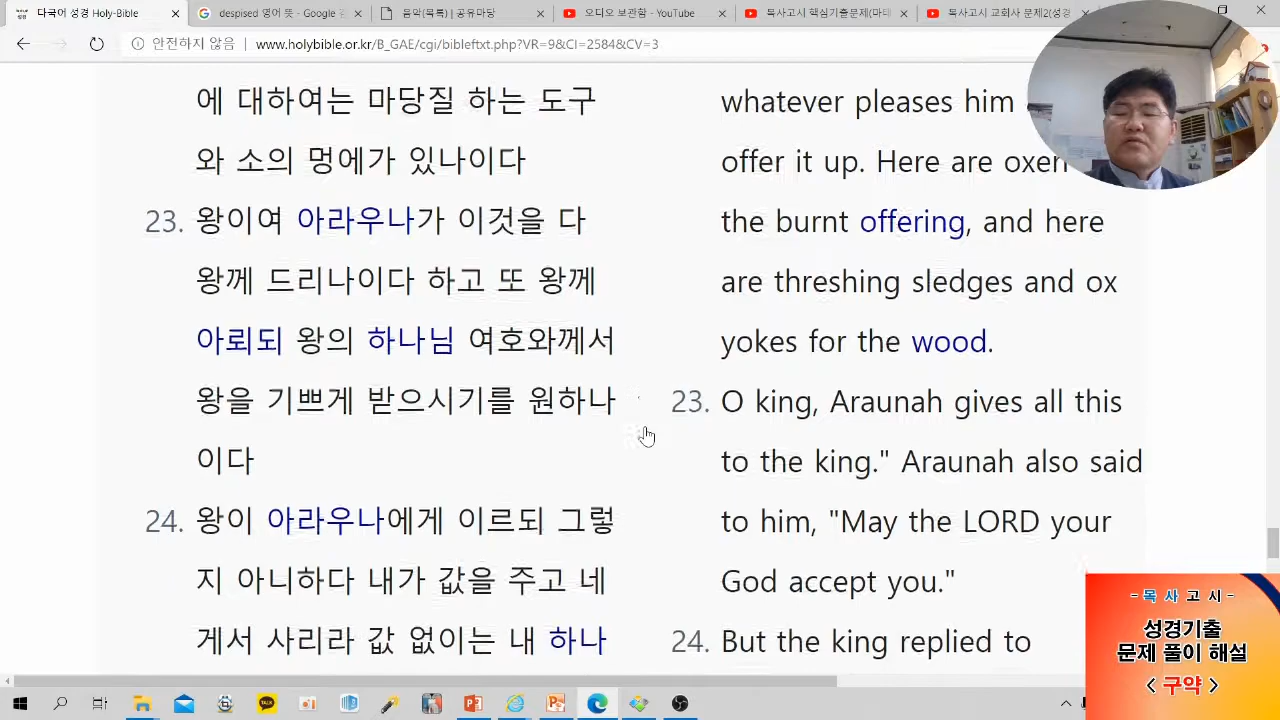 다국어 성경 Holy-Bible
despised 영어 뜻 - Google
음악(목록) | 공유마당
오디오 보관함 - YouTube
목사고시 핵심기출문제(마태
목사고시 교회사 문제2(성경
안전하지 않음
www.holybible.or.kr/B_GAE/cgi/bibleftxt.php?VR=9&CI=2584&CV=3
에 대하여는 마당질 하는 도구
와 소의 멍에가 있나이다
23. 왕이여 아라우나가 이것을 다
왕께 드리나이다 하고 또 왕께
아뢰되 왕의 하나님 여호와께서
왕을 기쁘게 받으시기를 원하나
이다
24. 왕이 아라우나에게 이르되 그렇
지 아니하다 내가 값을 주고 네
게서 사리라 값 없이는 내 하나
whatever pleases him
offer it up. Here are oxen
the burnt offering, and here
are threshing sledges and ox
yokes for the wood.
23. O king, Araunah gives all this
to the king." Araunah also said
to him, "May the LORD your
God accept you."
24. But the king replied to
- 목 사 고 시 -
성경기출
문제 풀이 해설
< 구약 >